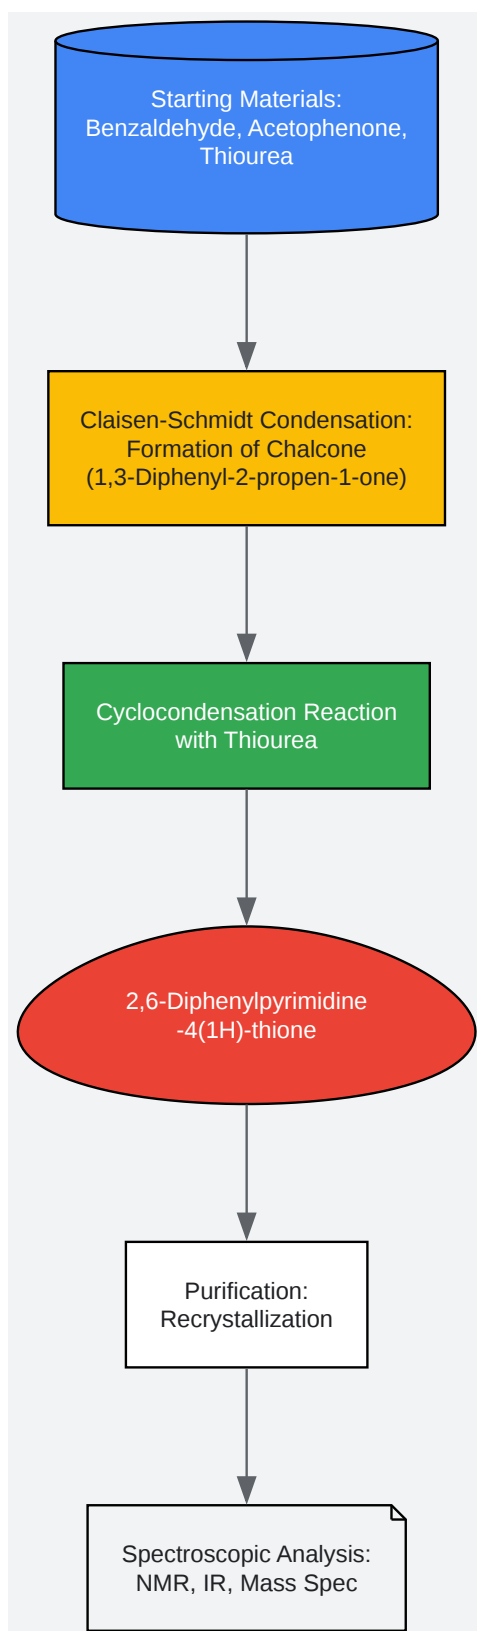 Starting Materials:
Benzaldehyde, Acetophenone,
Thiourea
Claisen-Schmidt Condensation:
Formation of Chalcone
(1,3-Diphenyl-2-propen-1-one)
Cyclocondensation Reaction
with Thiourea
2,6-Diphenylpyrimidine
-4(1H)-thione
Purification:
Recrystallization
Spectroscopic Analysis:
NMR, IR, Mass Spec